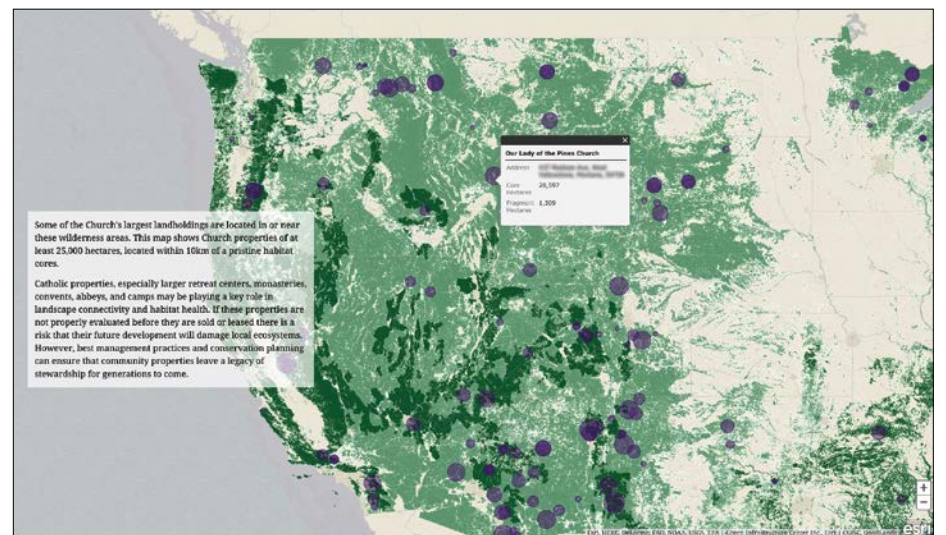 Our Lady of the Pines Church
Address
Core 20,597
Hectares
Fragment 1,309
Hectares
Some of the Church's largest landholdings are located in or near
these wilderness areas. This map shows Church properties of at
least 25,000 hectares, located within 10km of a pristine habitat
cores.
Catholic properties, especially larger retreat centers, monasteries,
convents, abbeys, and camps may be playing a key role in
landscape connectivity and habitat health. If these properties are
not properly evaluated before they are sold or leased there is a
risk that their future development will damage local ecosystems.
However, best management practices and conservation planning
can ensure that community properties leave a legacy of
stewardship for generations to come.
+
−
esri